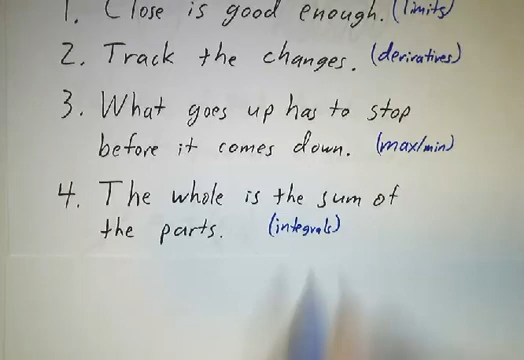 1. Close is good enough. (limits)
2. Track the changes. (derivatives)
3. What goes up has to stop
before it comes down. (max/min)
4. The whole is the sum of
the parts. (integrals)